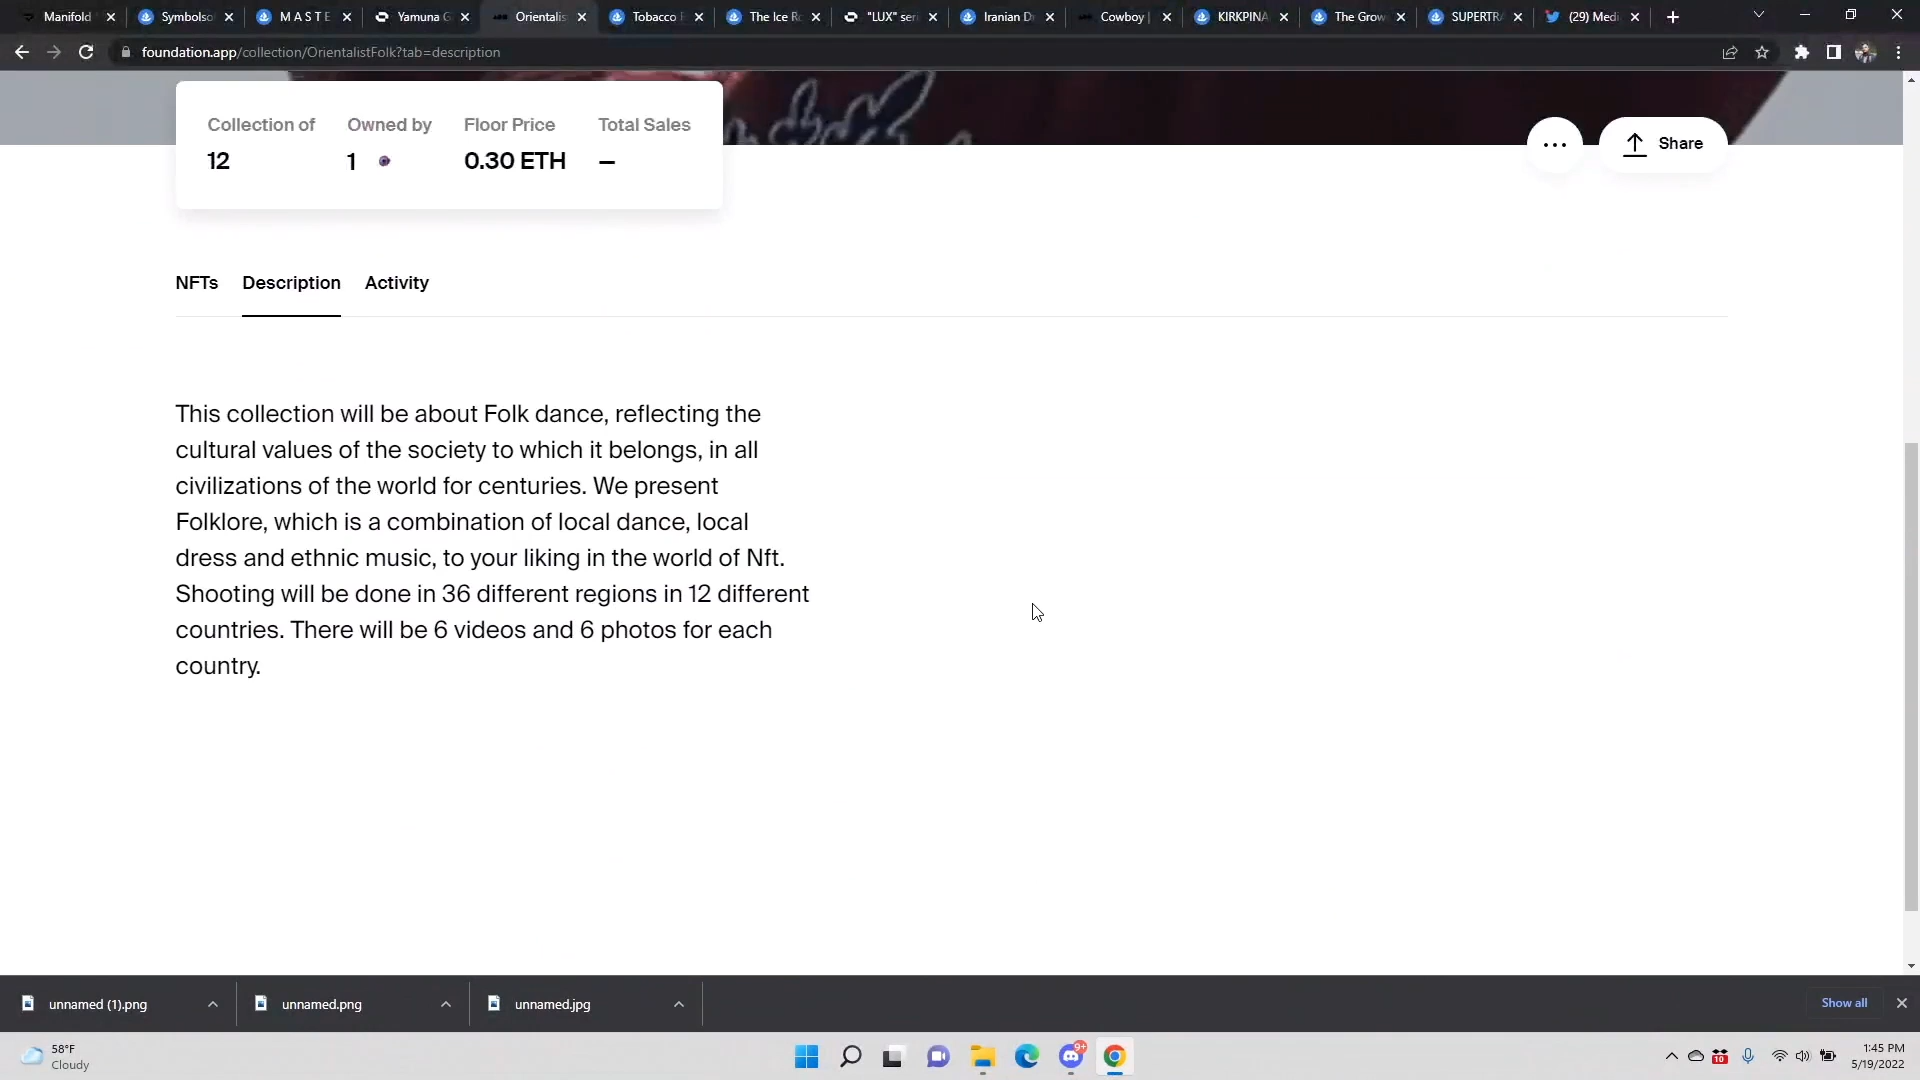 Manifold
Symbolso
M A S T E
Yamuna G
Orientalis
Tobacco F
The Ice Ro
"LUX" seri
Iranian Dr
Cowboy |
KIRKPINA
The Grow
SUPERTRA
(29) Medi
foundation.app/collection/OrientalistFolk?tab=description
Collection of
Owned by
Floor Price
Total Sales
12
1
0.30 ETH
–
Share
NFTs
Description
Activity
This collection will be about Folk dance, reflecting the
cultural values of the society to which it belongs, in all
civilizations of the world for centuries. We present
Folklore, which is a combination of local dance, local
dress and ethnic music, to your liking in the world of Nft.
Shooting will be done in 36 different regions in 12 different
countries. There will be 6 videos and 6 photos for each
country.
unnamed (1).png
unnamed.png
unnamed.jpg
Show all
58°F
Cloudy
9+
10
1:45 PM
5/19/2022